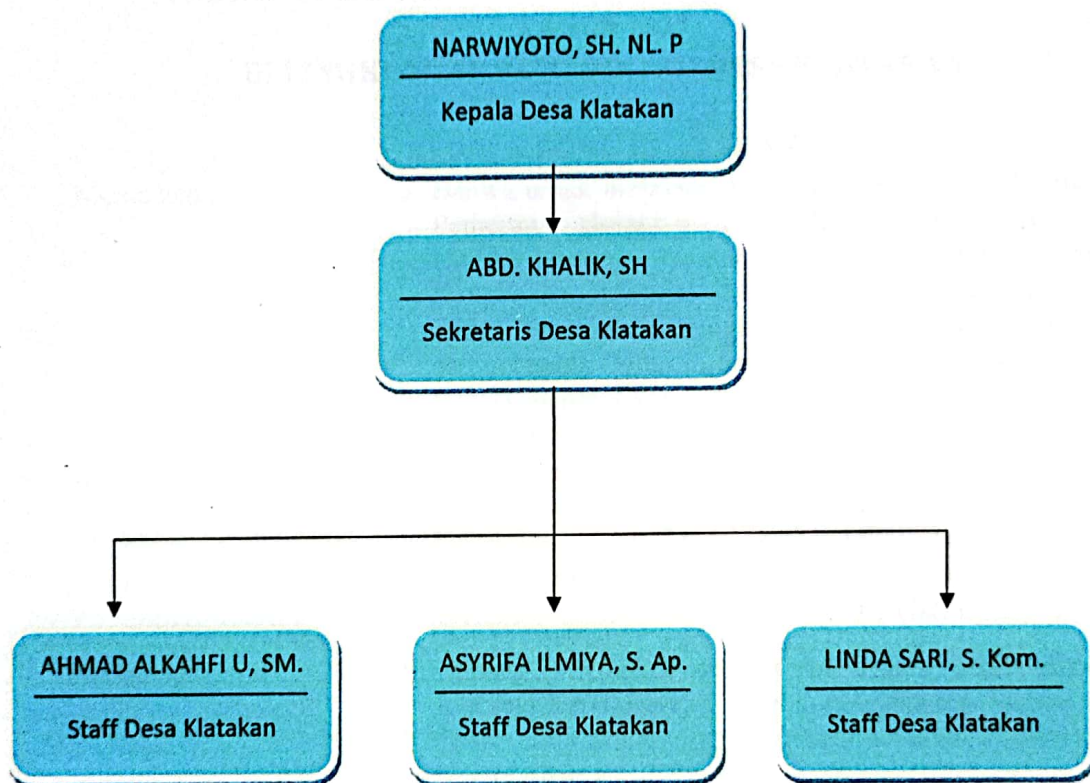 NARWIYOTO, SH. NL. P
Kepala Desa Klatakan
ABD. KHALIK, SH
Sekretaris Desa Klatakan
AHMAD ALKAHFI U, SM.
Staff Desa Klatakan
ASYRIFA ILMIYA, S. Ap.
Staff Desa Klatakan
LINDA SARI, S. Kom.
Staff Desa Klatakan